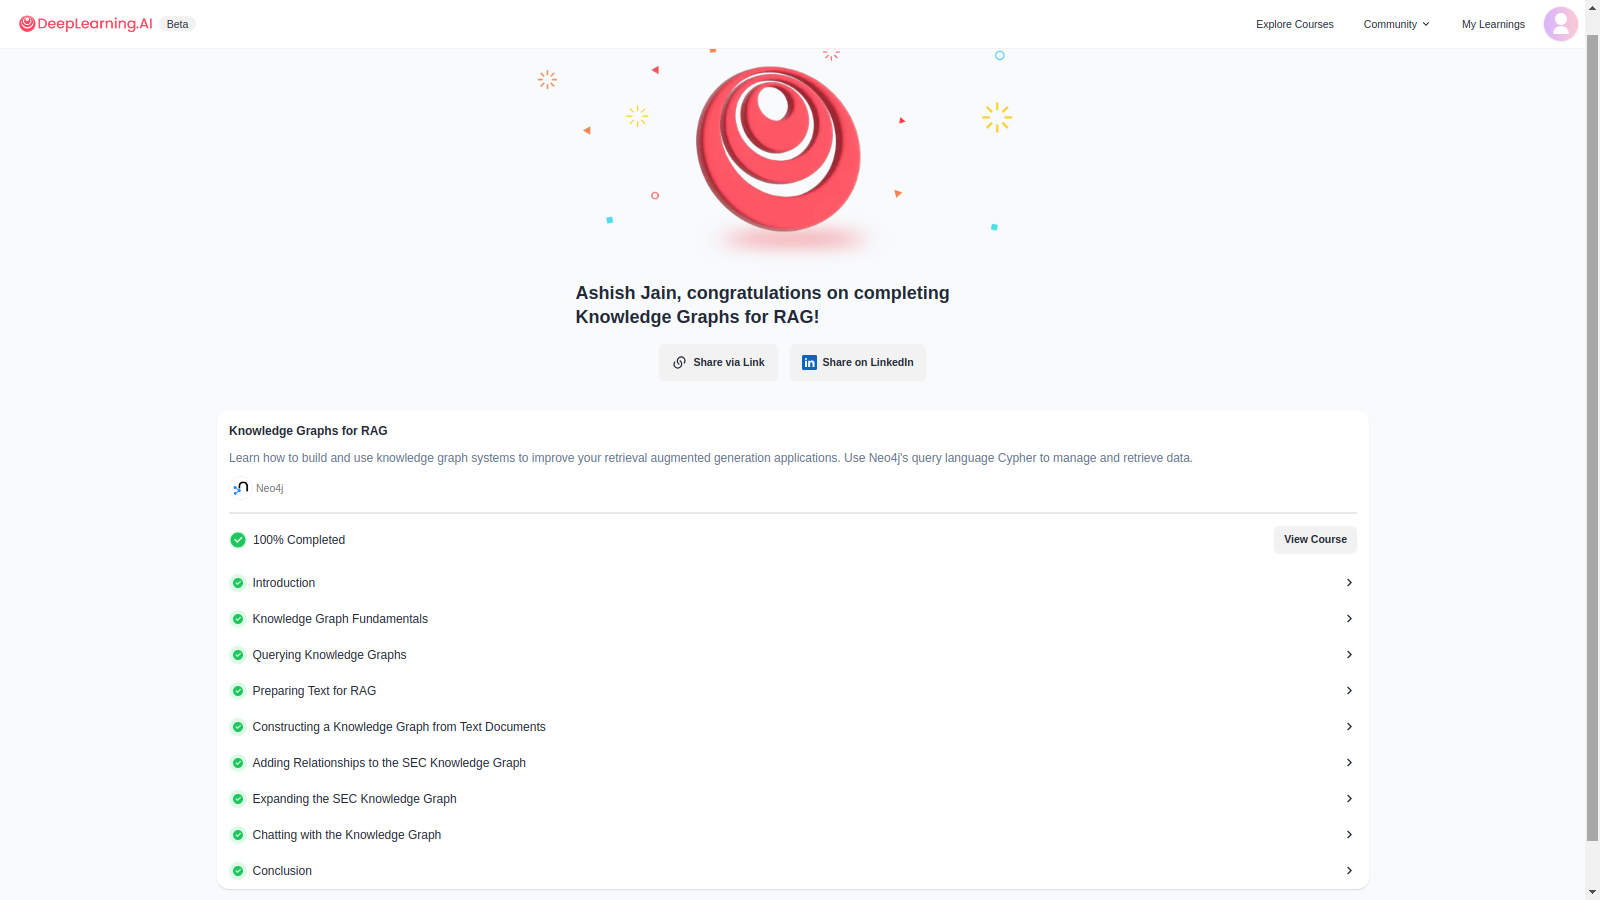 DeepLearning.AI Beta Explore Courses Community My Learnings
Ashish Jain, congratulations on completing
Knowledge Graphs for RAG!
Share via Link Share on LinkedIn
Knowledge Graphs for RAG
Learn how to build and use knowledge graph systems to improve your retrieval augmented generation applications. Use Neo4j's query language Cypher to manage and retrieve data.
Neo4j
100% Completed View Course
Introduction
Knowledge Graph Fundamentals
Querying Knowledge Graphs
Preparing Text for RAG
Constructing a Knowledge Graph from Text Documents
Adding Relationships to the SEC Knowledge Graph
Expanding the SEC Knowledge Graph
Chatting with the Knowledge Graph
Conclusion